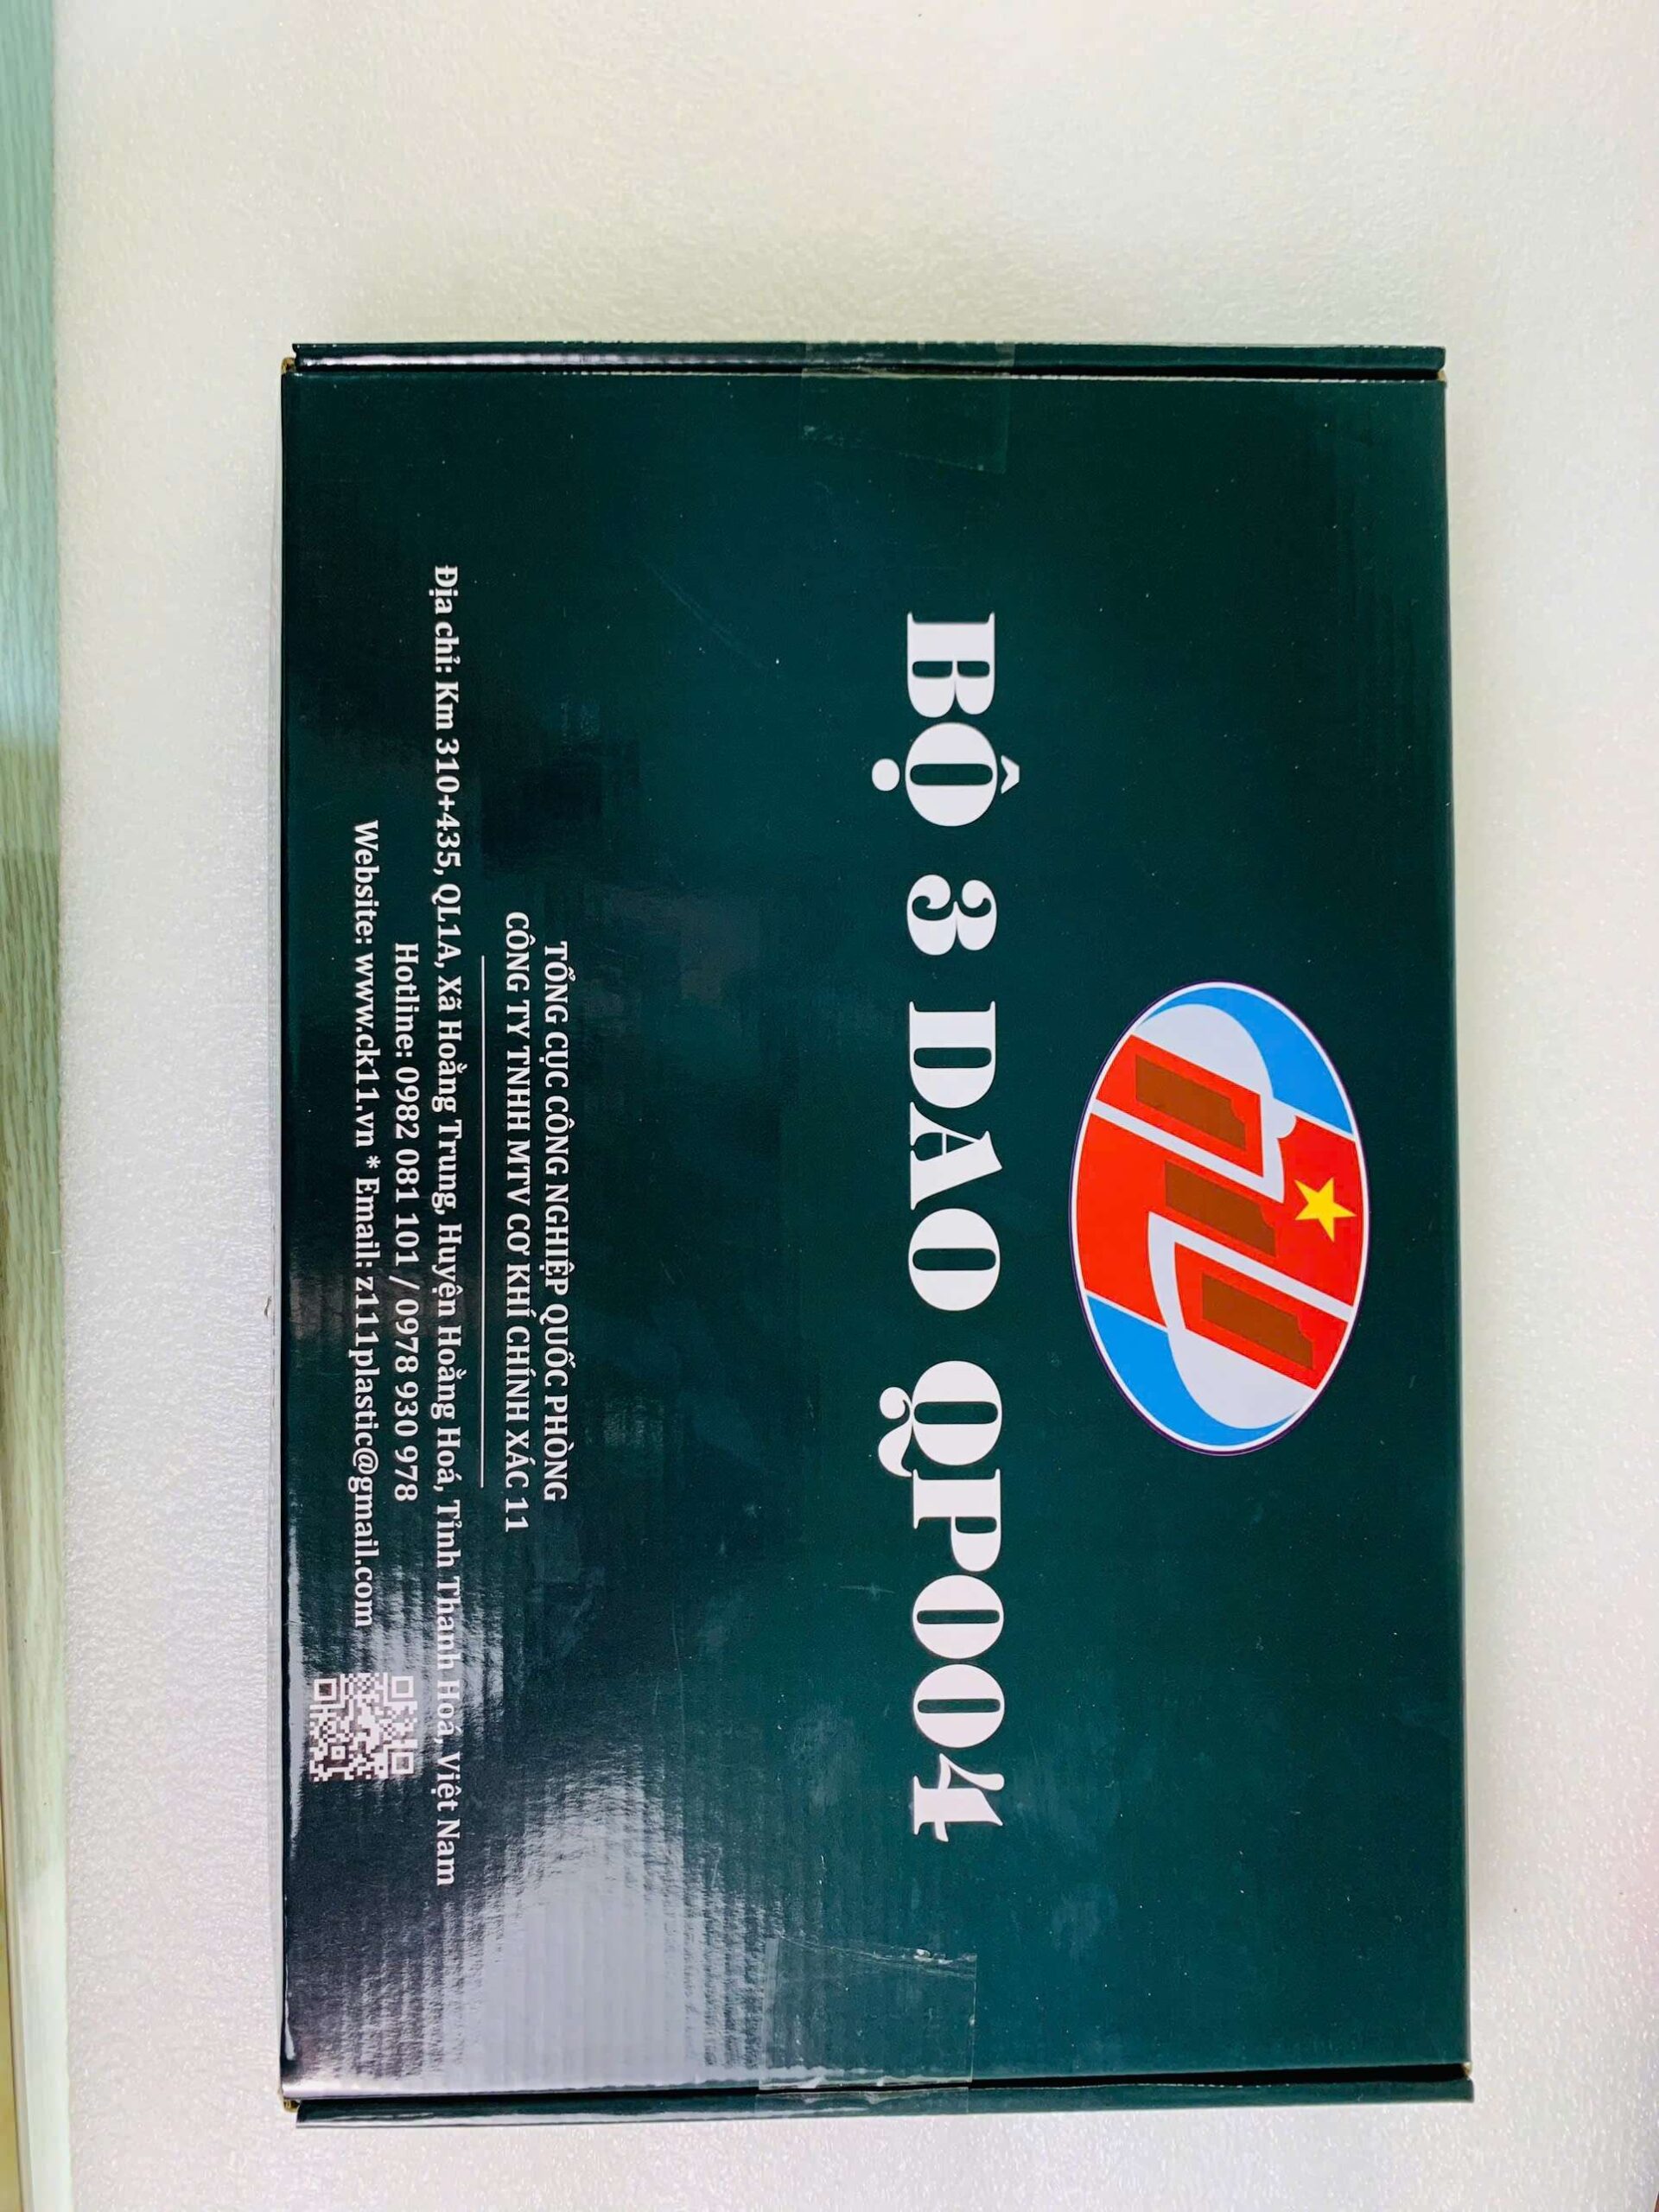 BỘ 3 DAO QP004
TỔNG CỤC CÔNG NGHIỆP QUỐC PHÒNG
CÔNG TY TNHH MTV CƠ KHÍ CHÍNH XÁC 11
Địa chỉ: Km 310+435, QL1A, Xã Hoằng Trung, Huyện Hoằng Hoá, Tỉnh Thanh Hoá, Việt Nam
Hotline: 0982 081 101 / 0978 930 978
Website: www.ck11.vn * Email: z111plastic@gmail.com